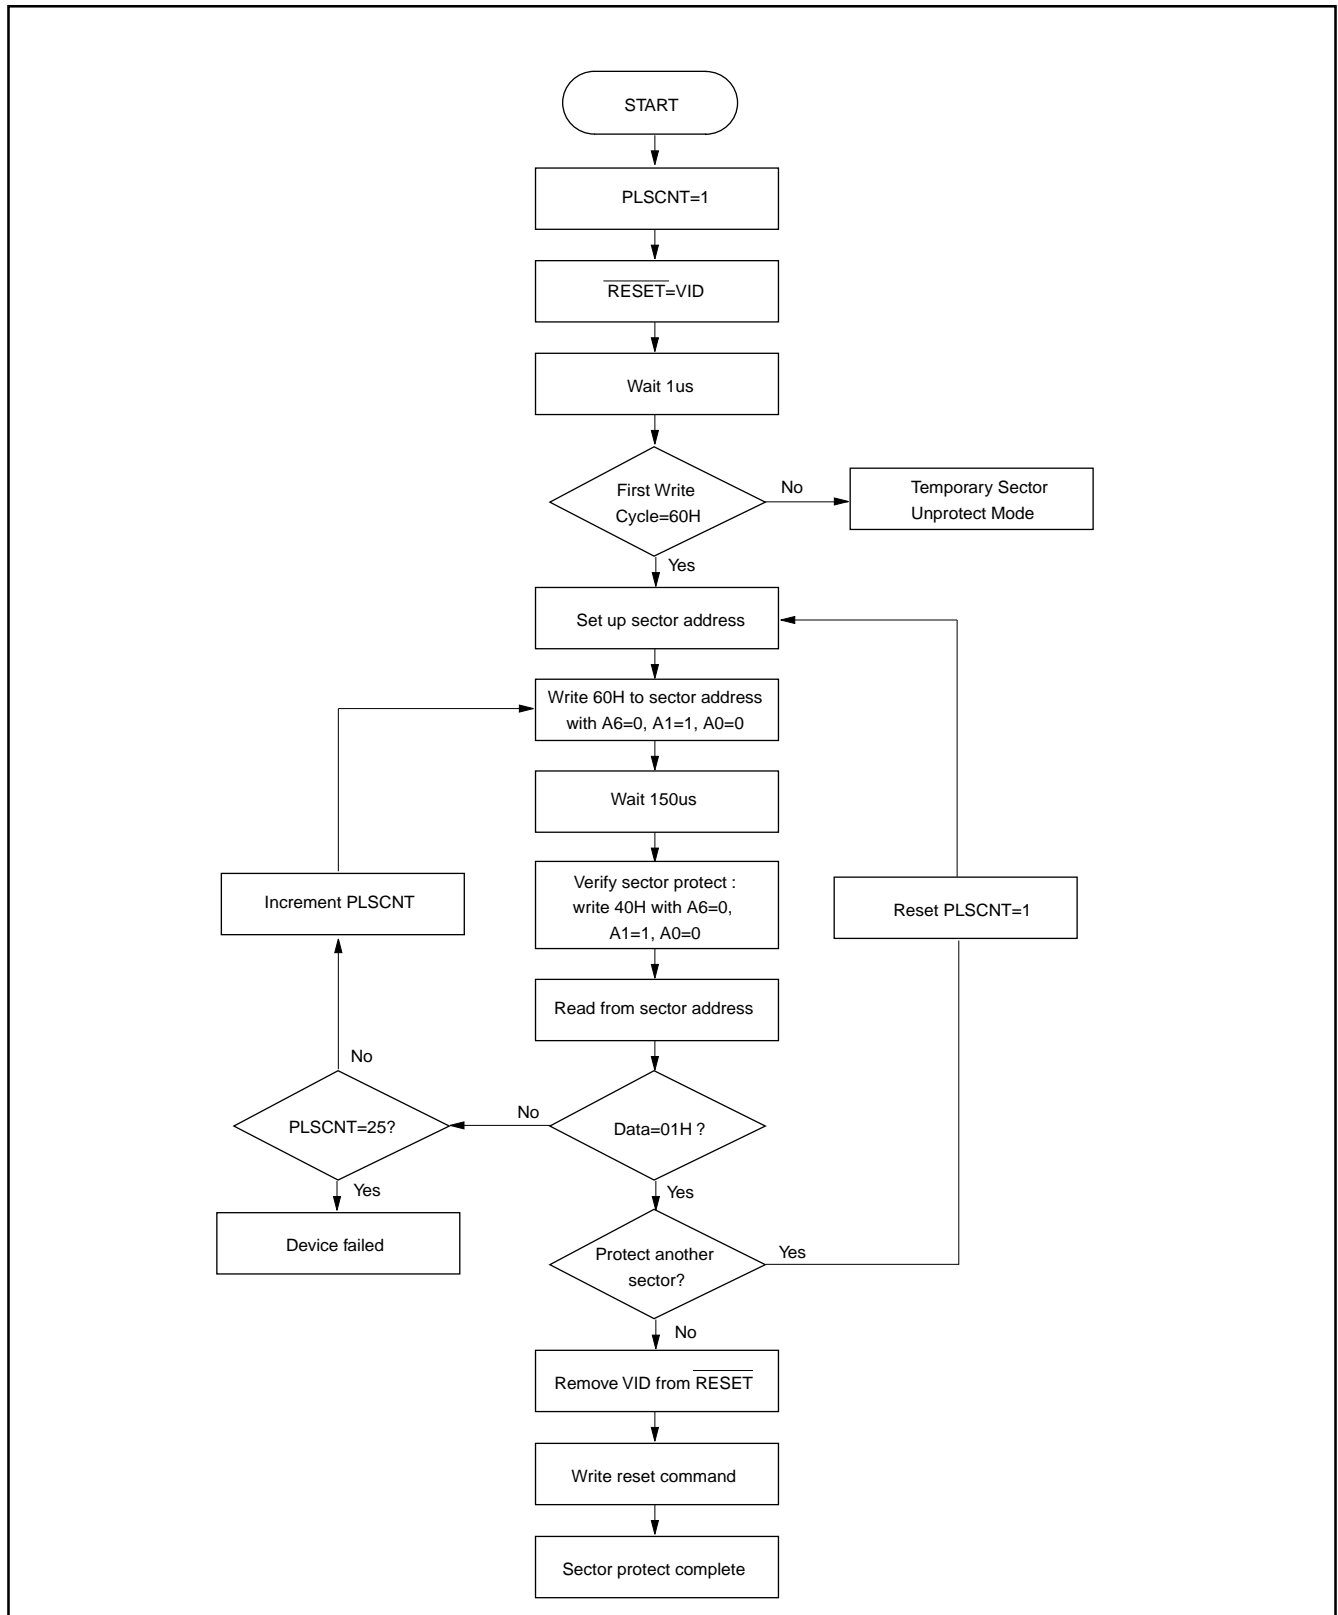 START
PLSCNT=1
RESET=VID
Wait 1us
First Write
Cycle=60H
No
Temporary Sector
Unprotect Mode
Yes
Set up sector address
Write 60H to sector address
with A6=0, A1=1, A0=0
Wait 150us
Verify sector protect :
write 40H with A6=0,
A1=1, A0=0
Increment PLSCNT
Reset PLSCNT=1
Read from sector address
No
PLSCNT=25?
No
Data=01H ?
Yes
Yes
Device failed
Protect another
sector?
Yes
No
Remove VID from RESET
Write reset command
Sector protect complete